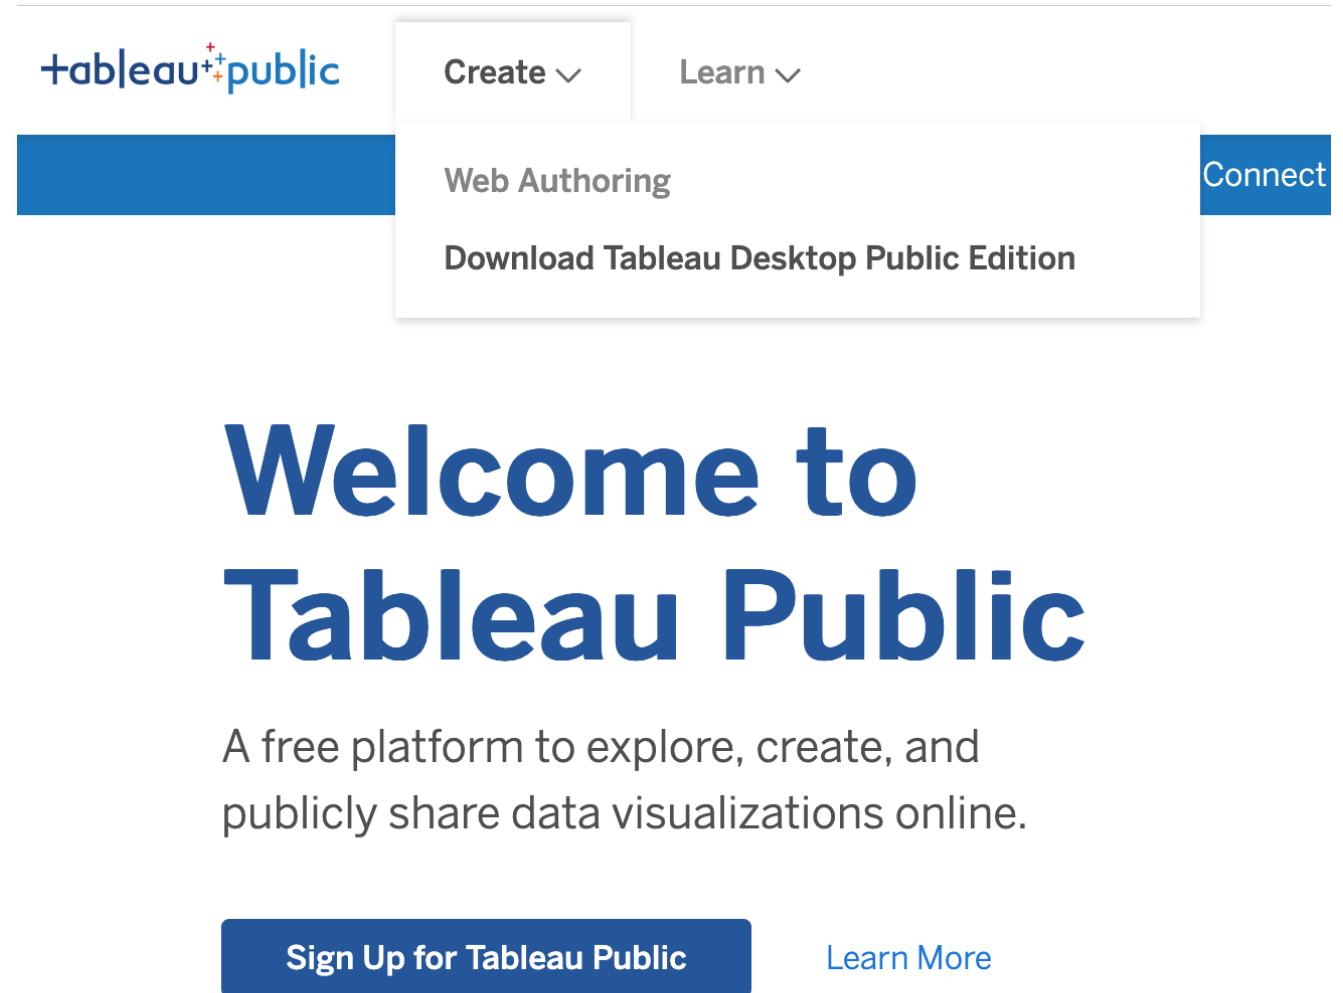 tableau public
Create
Learn
Web Authoring
Connect
Download Tableau Desktop Public Edition
Welcome to
Tableau Public
A free platform to explore, create, and
publicly share data visualizations online.
Sign Up for Tableau Public
Learn More